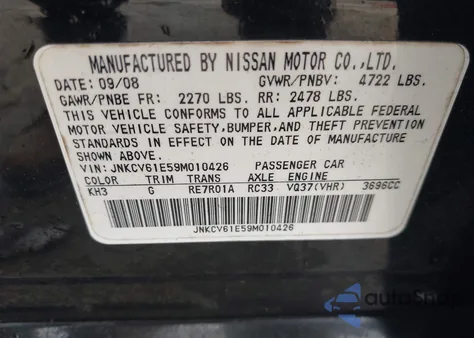 MANUFACTURED BY NISSAN MOTOR CO.,LTD.
DATE: 09/08 GVWR/PNBV: 4722 LBS.
GAWR/PNBE FR: 2270 LBS. RR: 2478 LBS.
THIS VEHICLE CONFORMS TO ALL APPLICABLE FEDERAL
MOTOR VEHICLE SAFETY, BUMPER, AND THEFT PREVENTION
STANDARDS IN EFFECT ON THE DATE OF MANUFACTURE
SHOWN ABOVE.
VIN: JNKCV61E59M010426 PASSENGER CAR
COLOR TRIM TRANS AXLE ENGINE
KH3 G RE7R01A RC33 VQ37(VHR) 3696CC
JNKCV61E59M010426